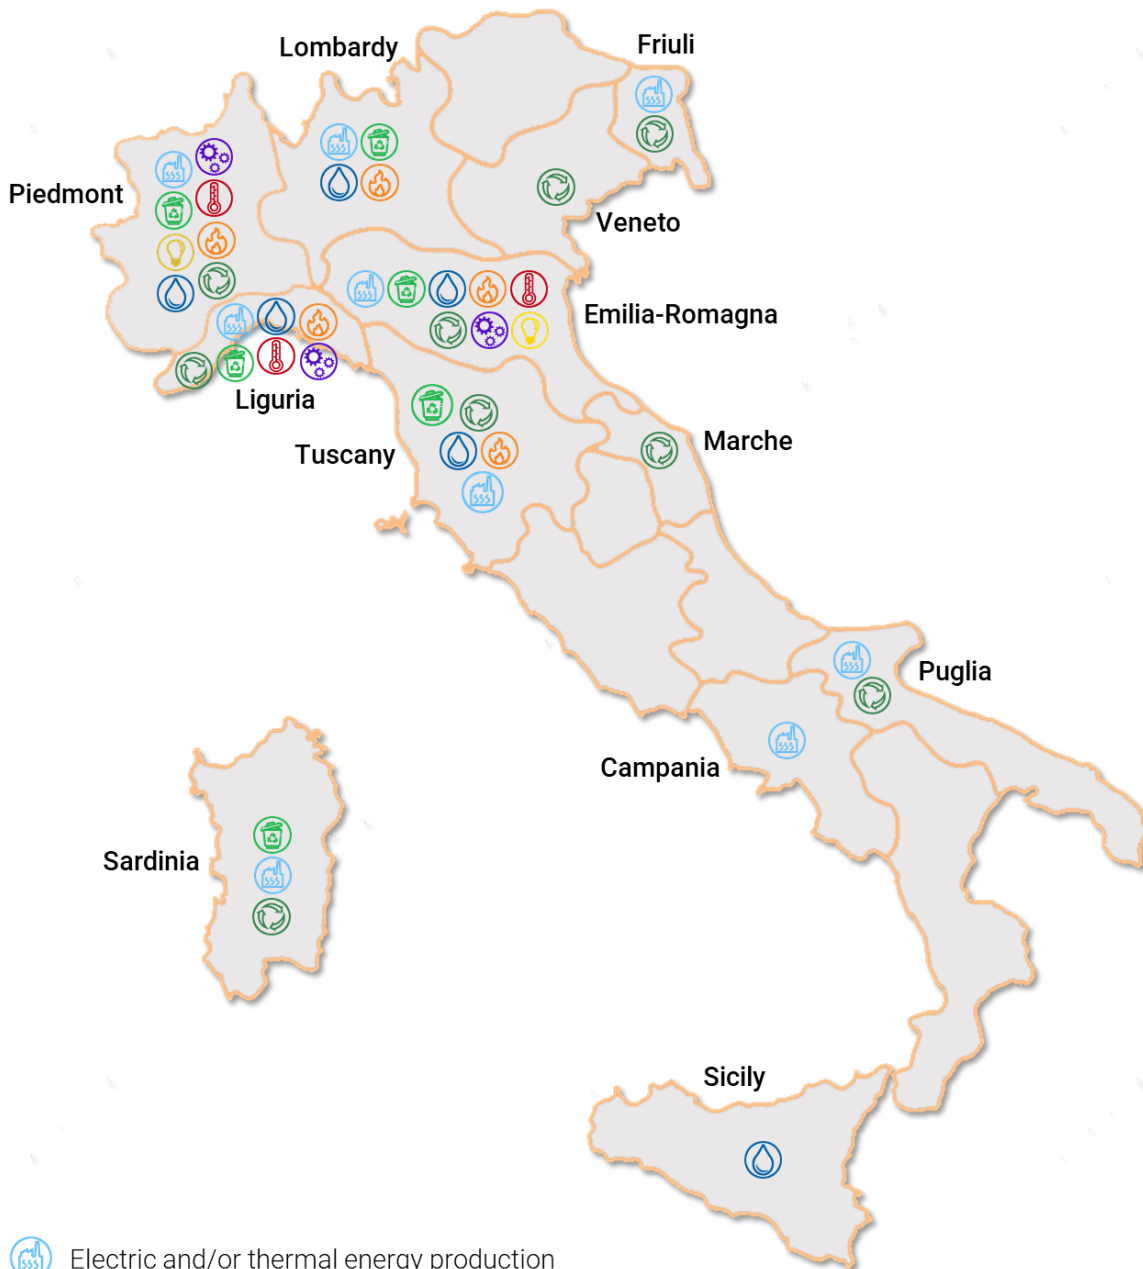 Lombardy
Friuli
Piedmont
Veneto
Emilia-Romagna
Liguria
Tuscany
Marche
Puglia
Campania
Sardinia
Sicily
Electric and/or thermal energy production